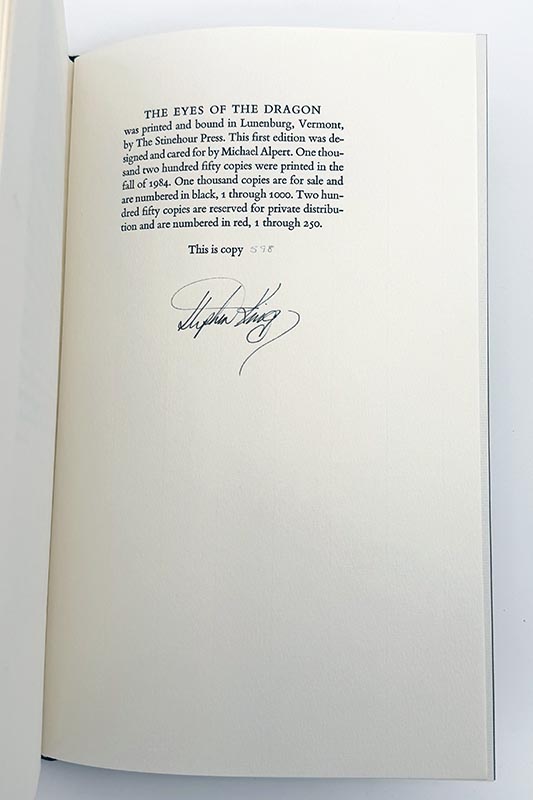 THE EYES OF THE DRAGON
was printed and bound in Lunenburg, Vermont,
by The Stinehour Press. This first edition was de-
signed and cared for by Michael Alpert. One thou-
sand two hundred fifty copies were printed in the
fall of 1984. One thousand copies are for sale and
are numbered in black, 1 through 1000. Two hun-
dred fifty copies are reserved for private distribu-
tion and are numbered in red, 1 through 250.
This is copy 598
Stephen King